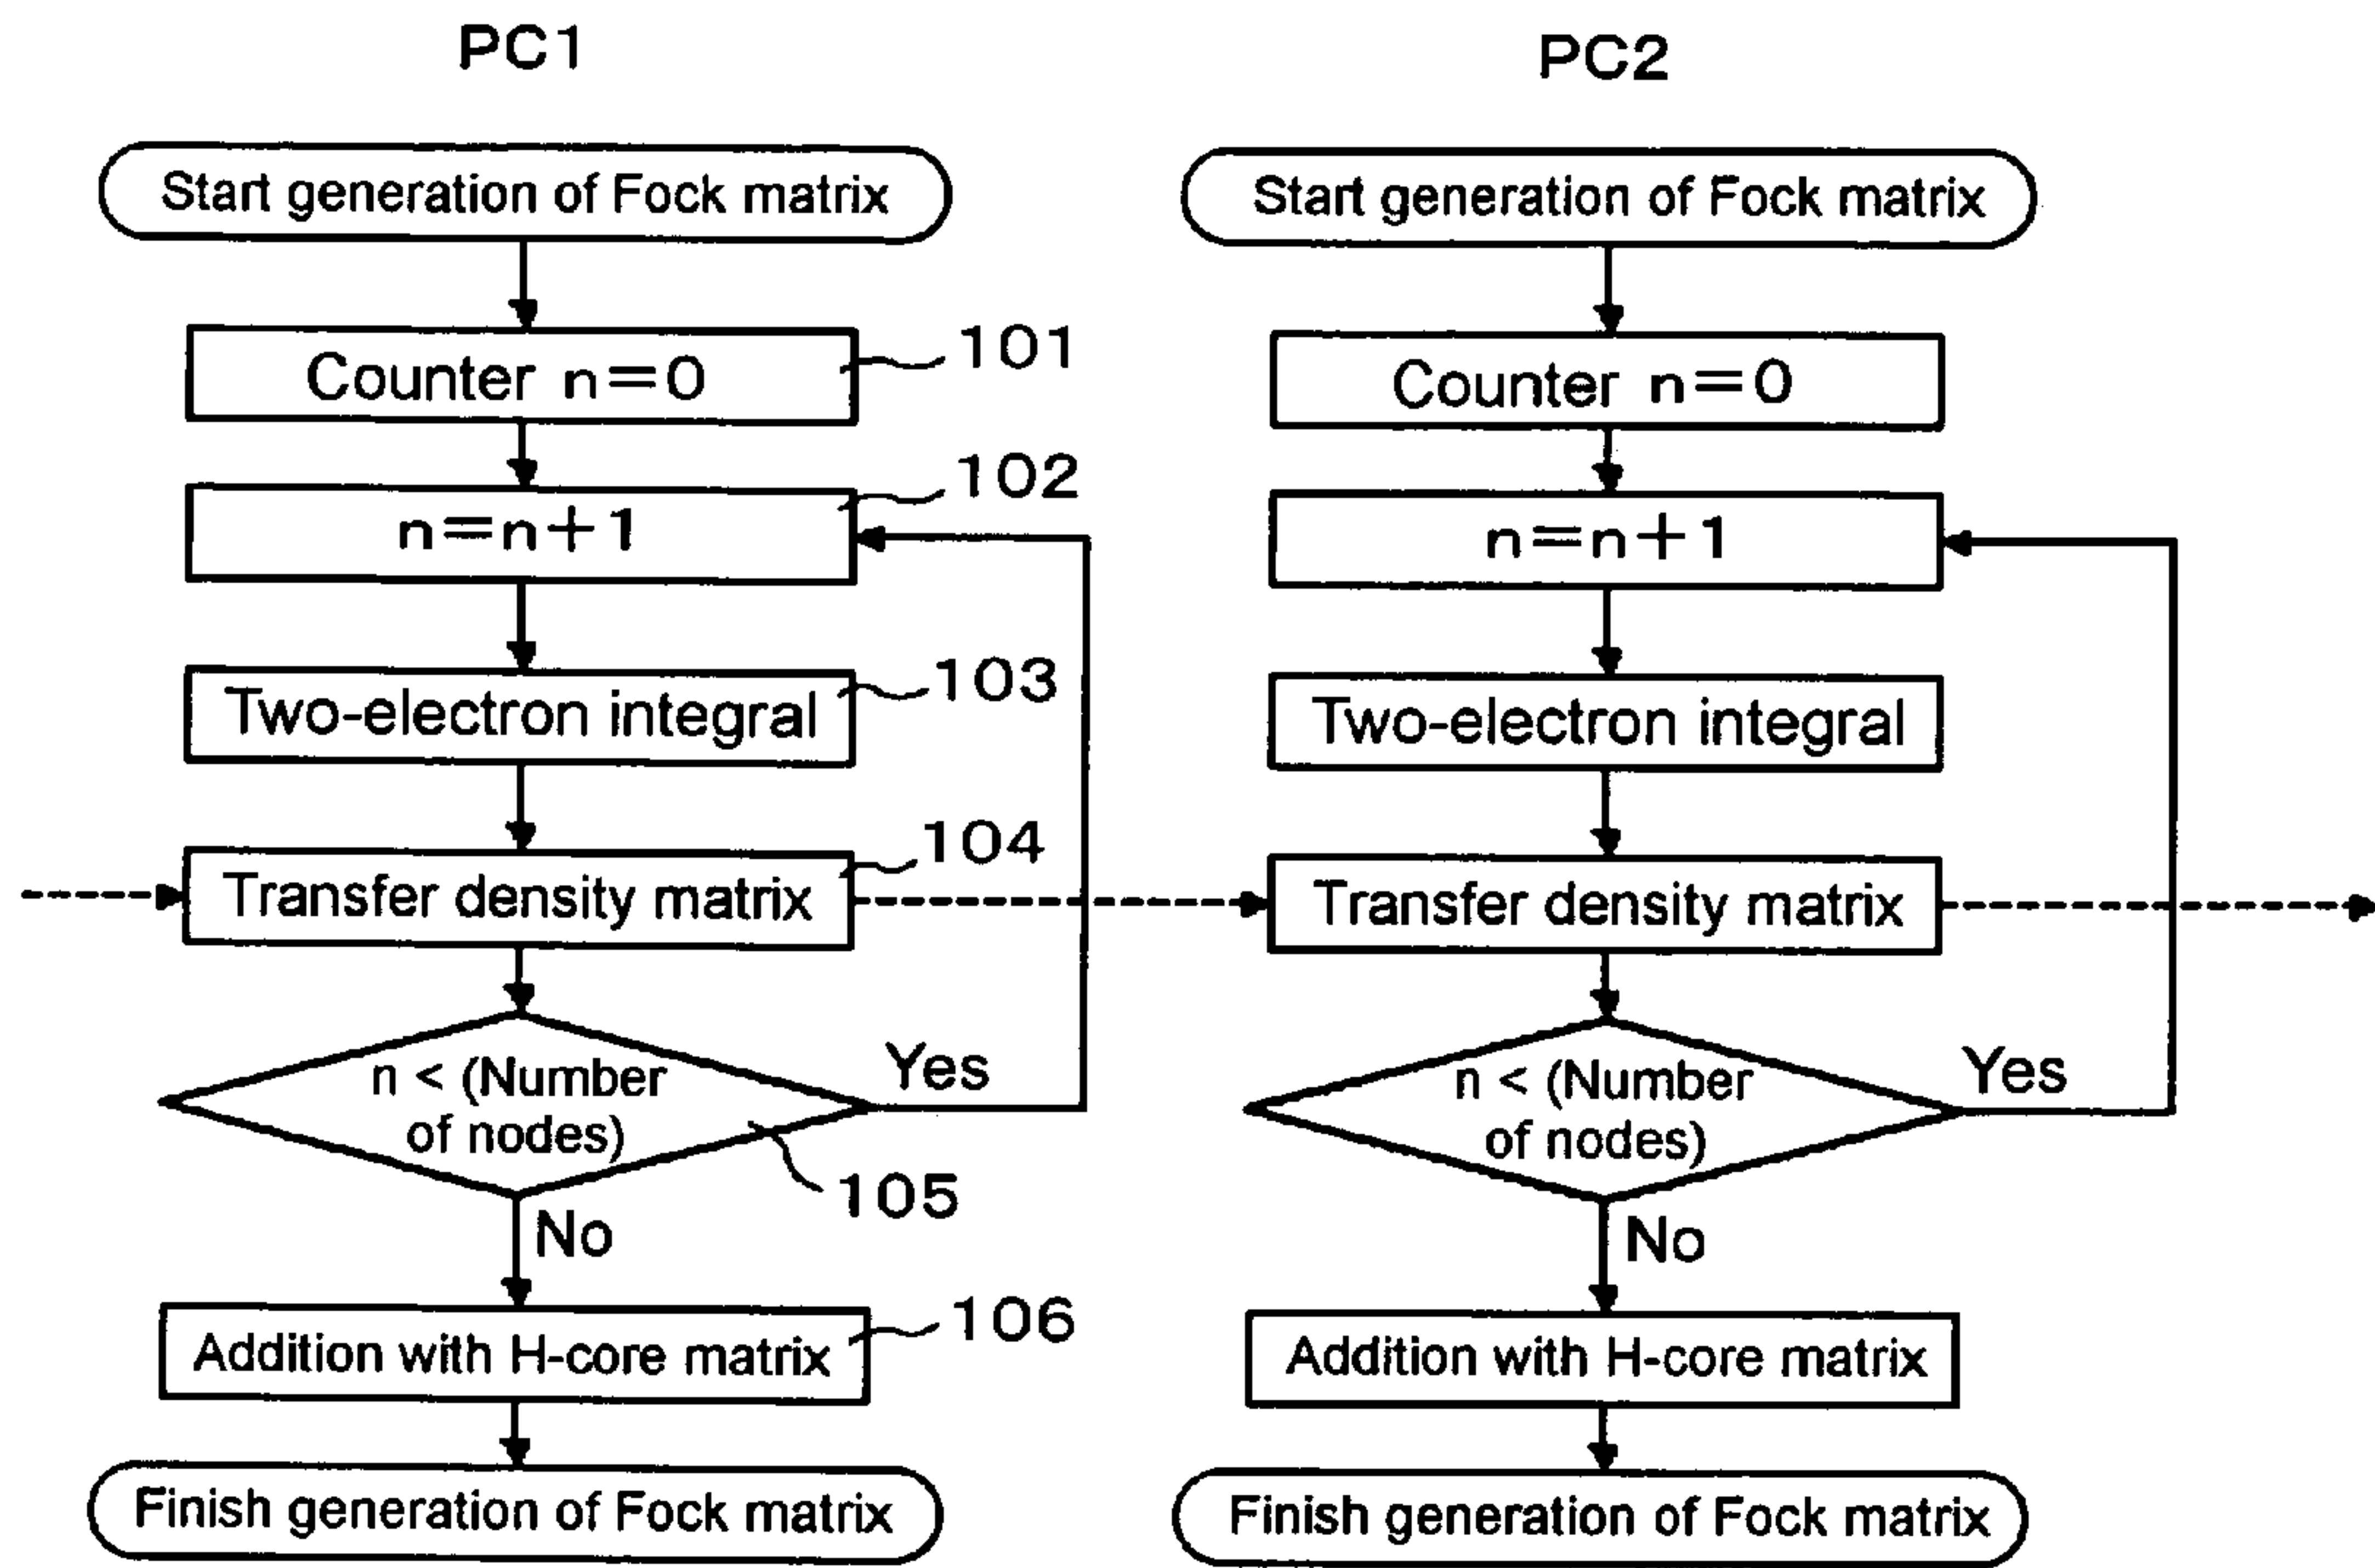 PC1
Start generation of Fock matrix
Counter n=0
101
n=n+1
102
Two-electron integral
103
Transfer density matrix
104
n < (Number
of nodes)
Yes
105
No
Addition with H-core matrix
106
Finish generation of Fock matrix
PC2
Start generation of Fock matrix
Counter n=0
n=n+1
Two-electron integral
Transfer density matrix
n < (Number
of nodes)
Yes
No
Addition with H-core matrix
Finish generation of Fock matrix